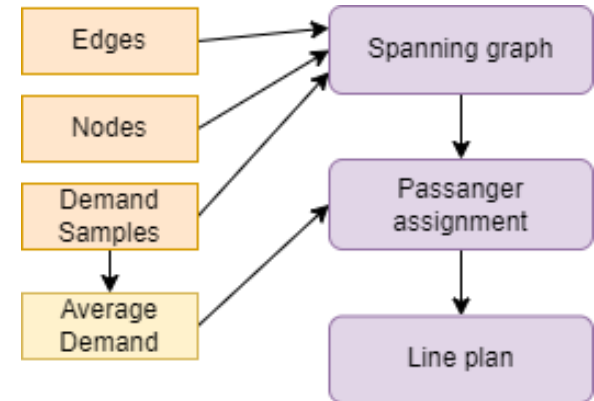 Edges
Spanning graph
Nodes
Demand
Samples
Passanger
assignment
Average
Demand
Line plan